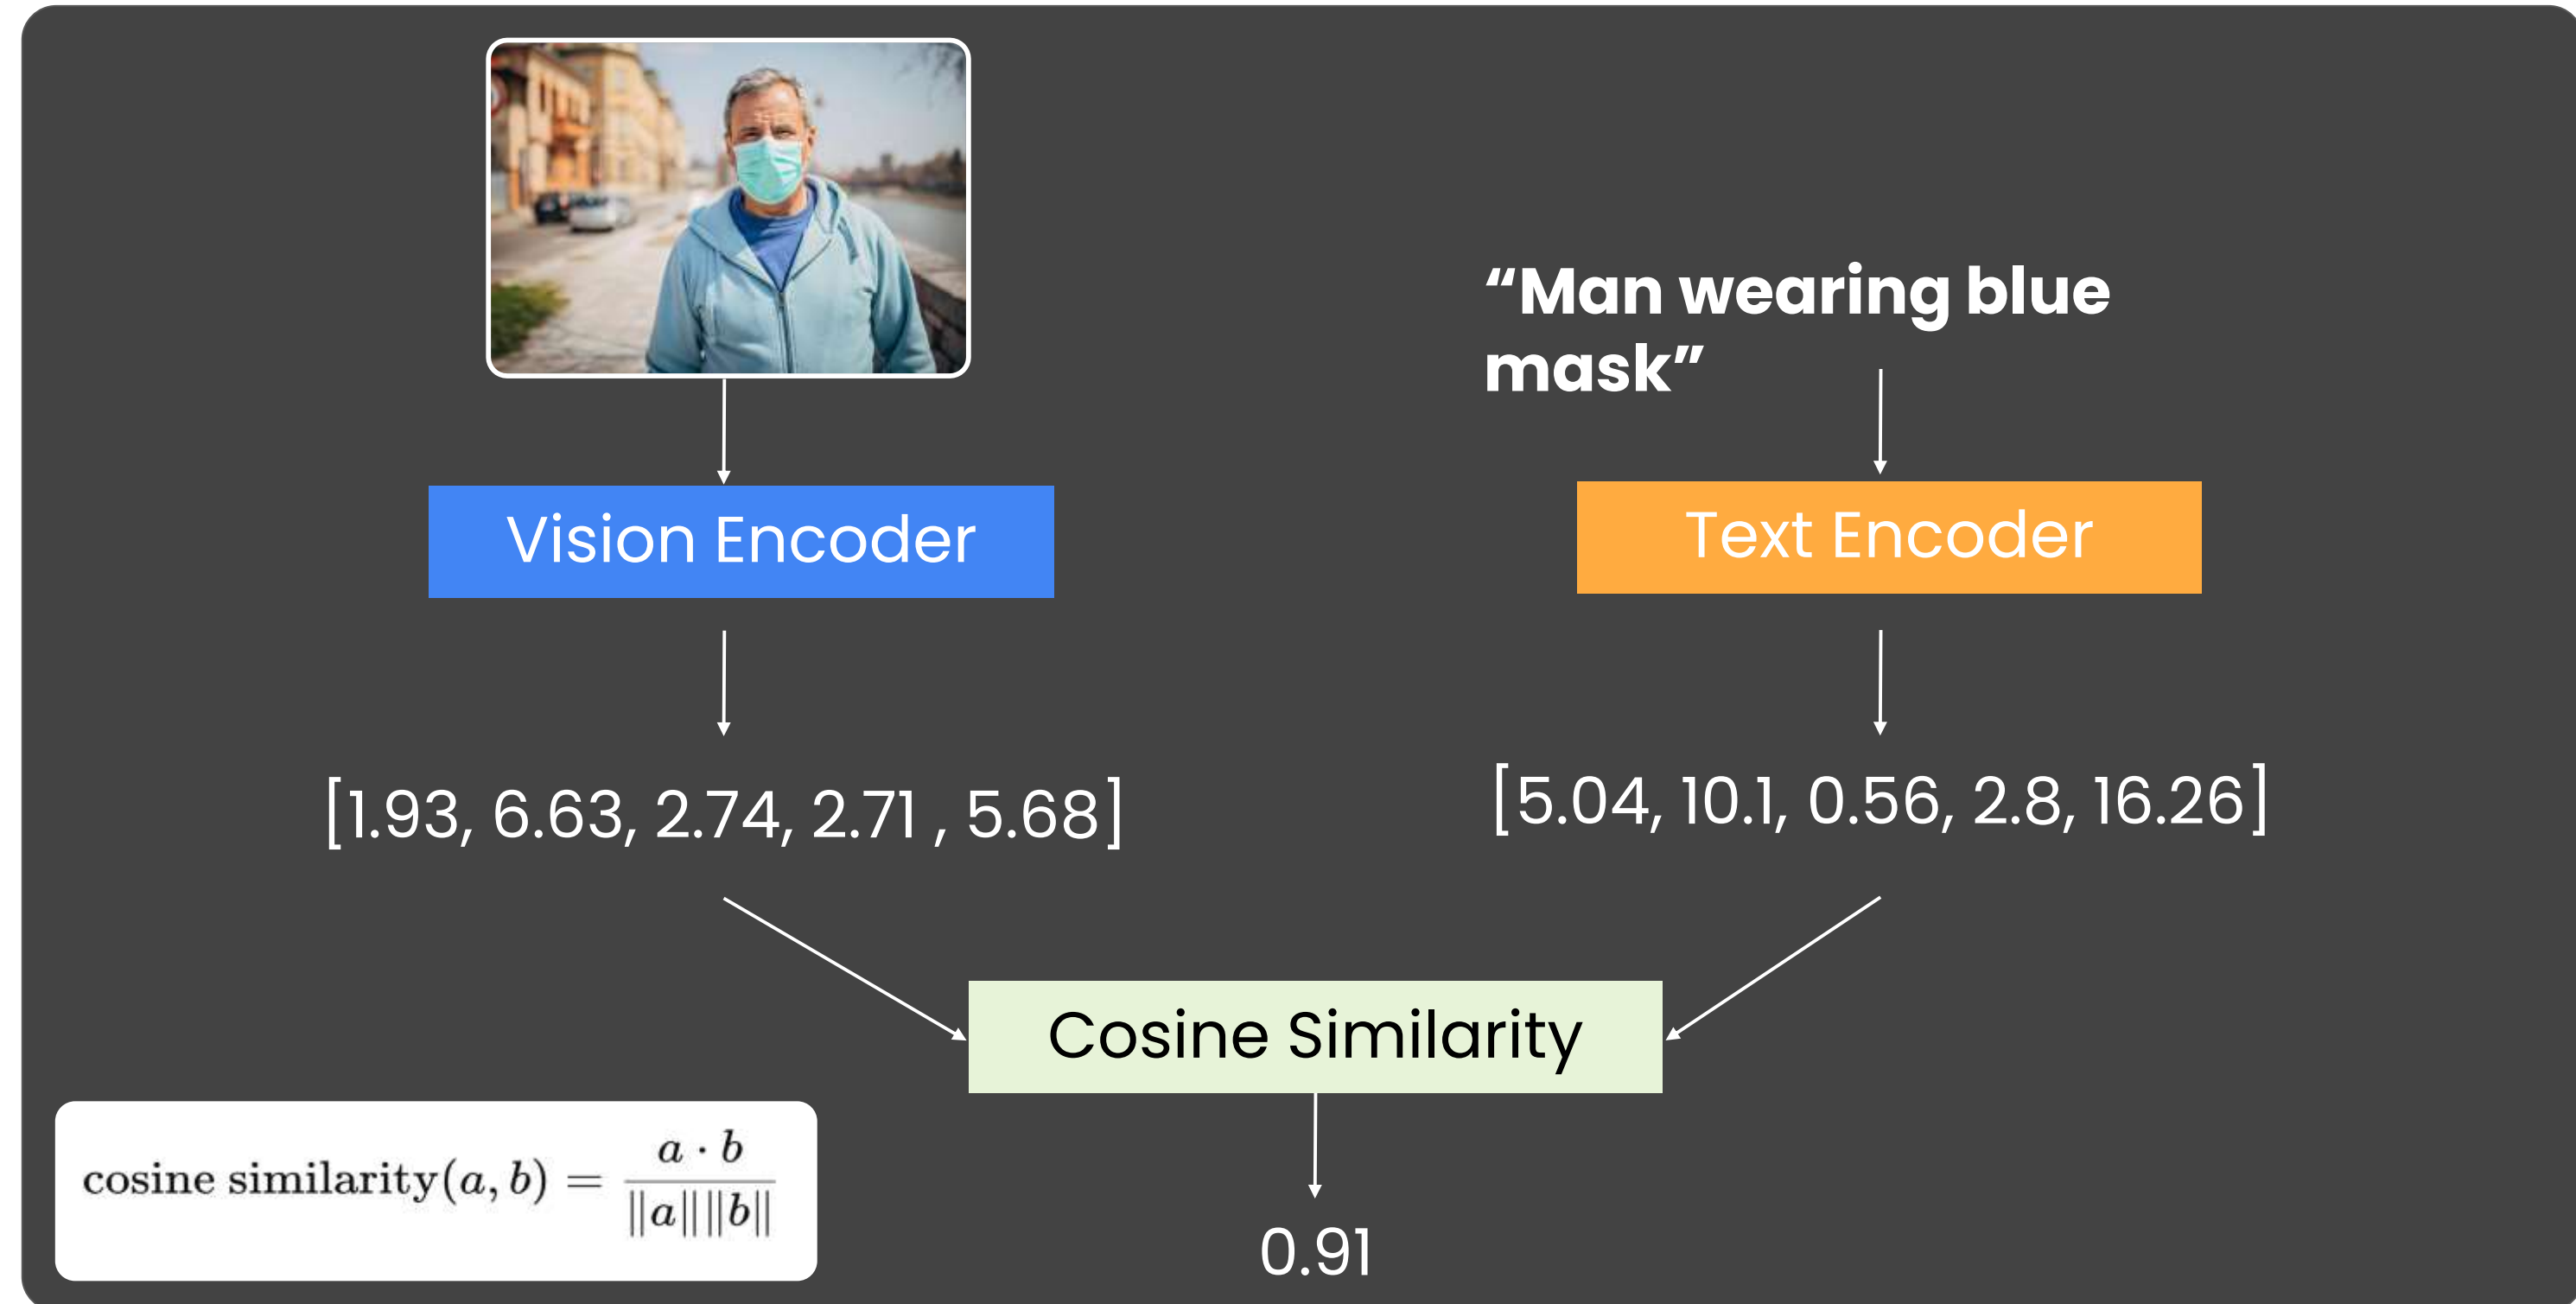 “Man wearing blue
mask”
Vision Encoder
Text Encoder
[1.93, 6.63, 2.74, 2.71 , 5.68]
[5.04, 10.1, 0.56, 2.8, 16.26]
Cosine Similarity
cosine similarity(a, b) = a · b / ||a|| ||b||
0.91